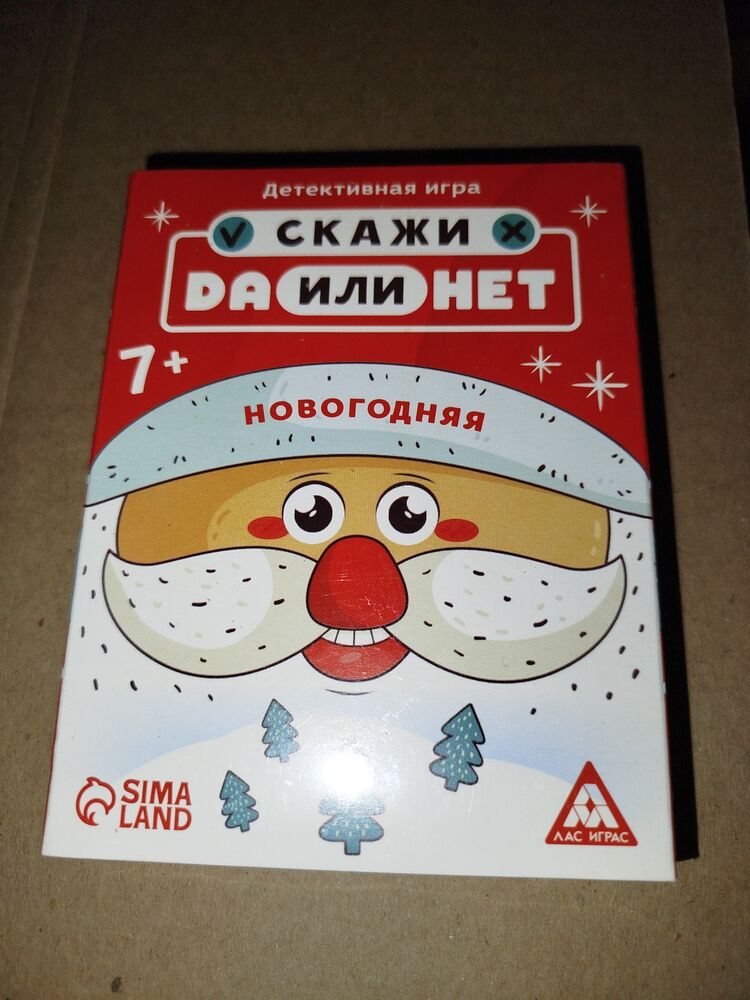 Детективная игра
СКАЖИ
DA ИЛИ НЕТ
7+
НОВОГОДНЯЯ
SIMA
LAND
ЛАС ИГРАС